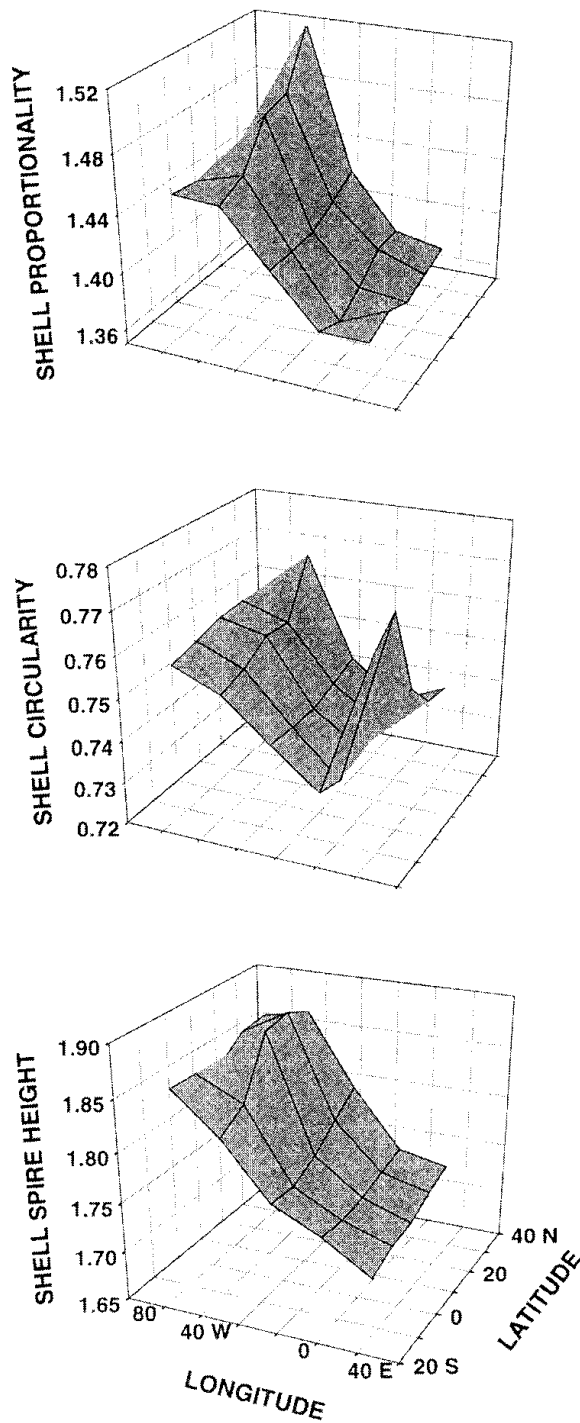 SHELL PROPORTIONALITY
1.52
1.48
1.44
1.40
1.36
SHELL CIRCULARITY
0.78
0.77
0.76
0.75
0.74
0.73
0.72
SHELL SPIRE HEIGHT
1.90
1.85
1.80
1.75
1.70
1.65
80
40 W
0
40 E
LONGITUDE
20 S
0
20
40 N
LATITUDE